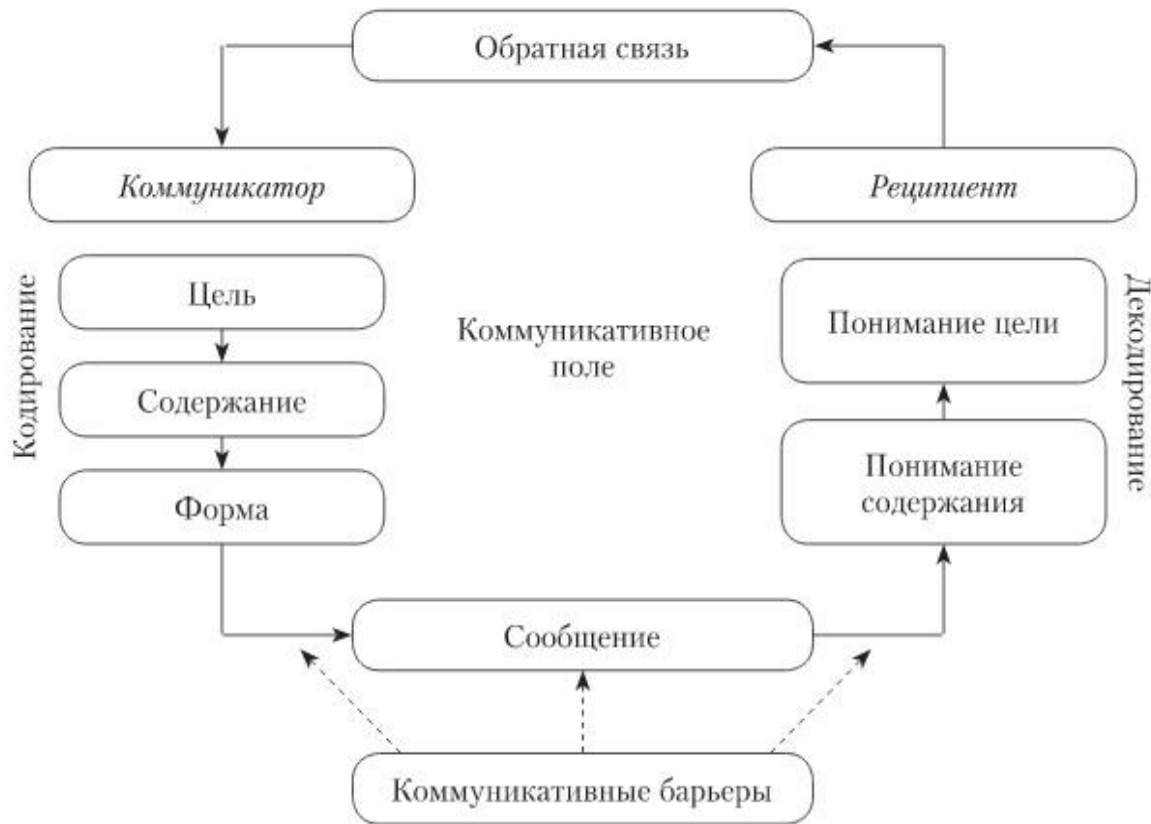 Обратная связь
Коммуникатор
Реципиент
Кодирование
Цель
Содержание
Форма
Коммуникативное
поле
Понимание цели
Понимание
содержания
Декодирование
Сообщение
Коммуникативные барьеры